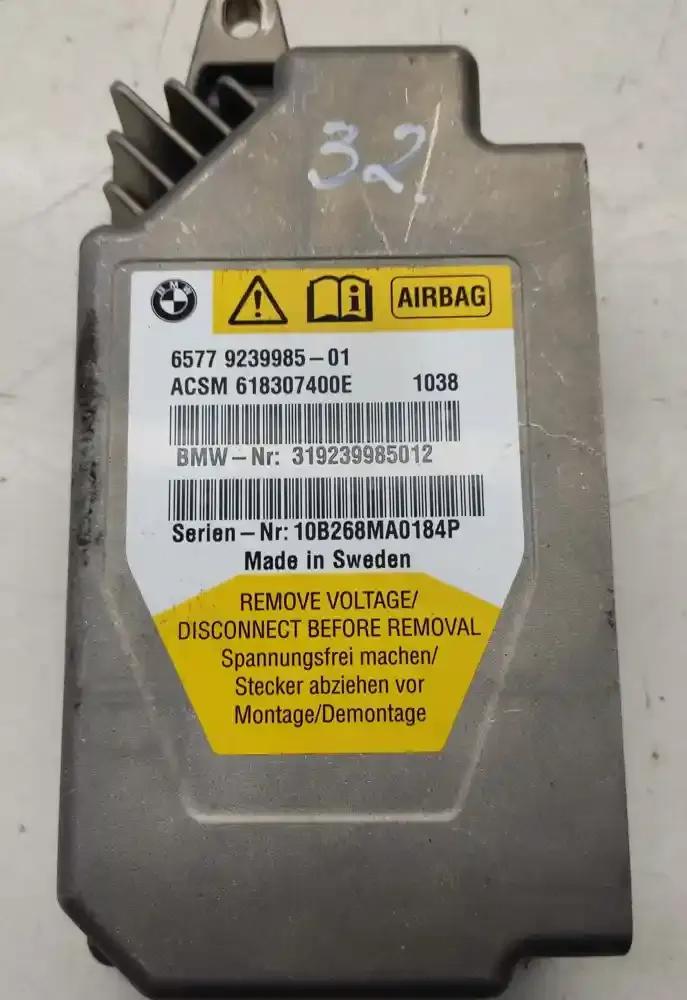 32
BMW
AIRBAG
6577 9239985-01
ACSM 618307400E 1038
BMW-Nr: 319239985012
Serien-Nr: 10B268MA0184P
Made in Sweden
REMOVE VOLTAGE/
DISCONNECT BEFORE REMOVAL
Spannungsfrei machen/
Stecker abziehen vor
Montage/Demontage